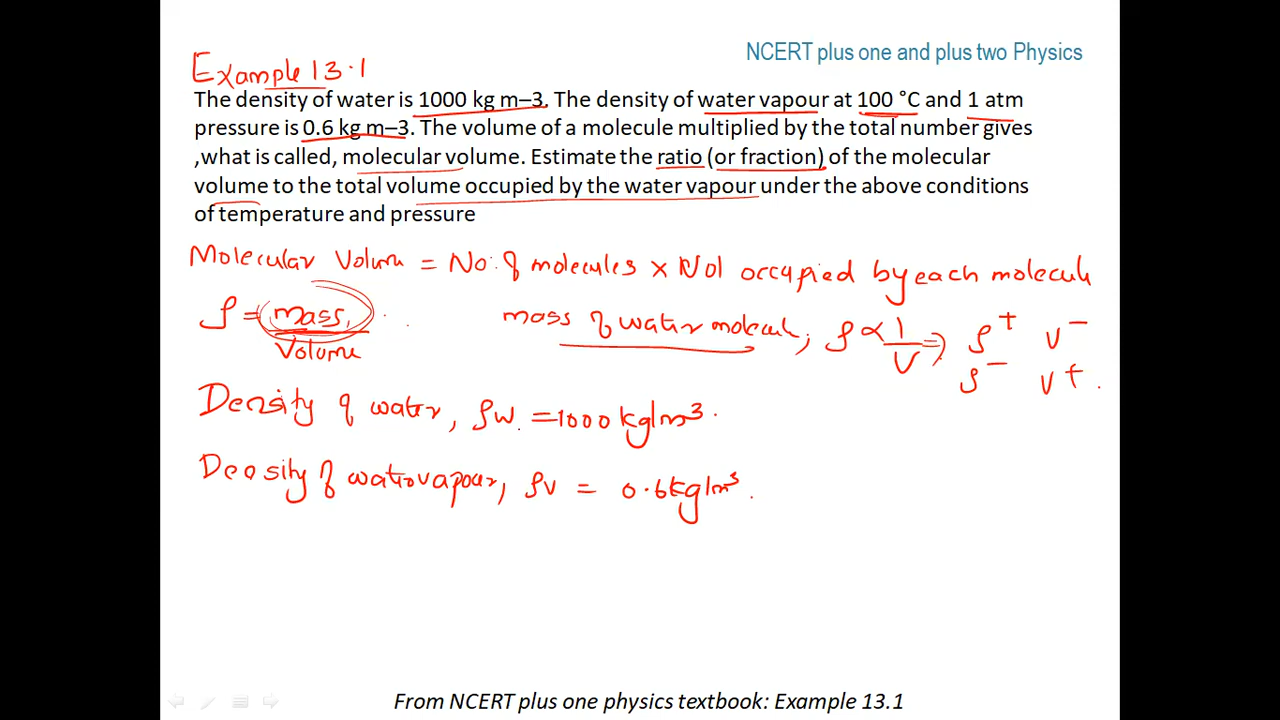 NCERT plus one and plus two Physics
Example 13.1
The density of water is 1000 kg m–3. The density of water vapour at 100 °C and 1 atm
pressure is 0.6 kg m–3. The volume of a molecule multiplied by the total number gives
,what is called, molecular volume. Estimate the ratio (or fraction) of the molecular
volume to the total volume occupied by the water vapour under the above conditions
of temperature and pressure
Molecular Volume = No: of molecules × Vol occupied by each molecule
ρ = mass / Volume
mass of water molecule; ρ ∝ 1/V ⇒ ρ+ v−
ρ− v+.
Density of water, ρw. = 1000 kg/m³.
Density of watervapour, ρv = 0.6kg/m³.
From NCERT plus one physics textbook: Example 13.1